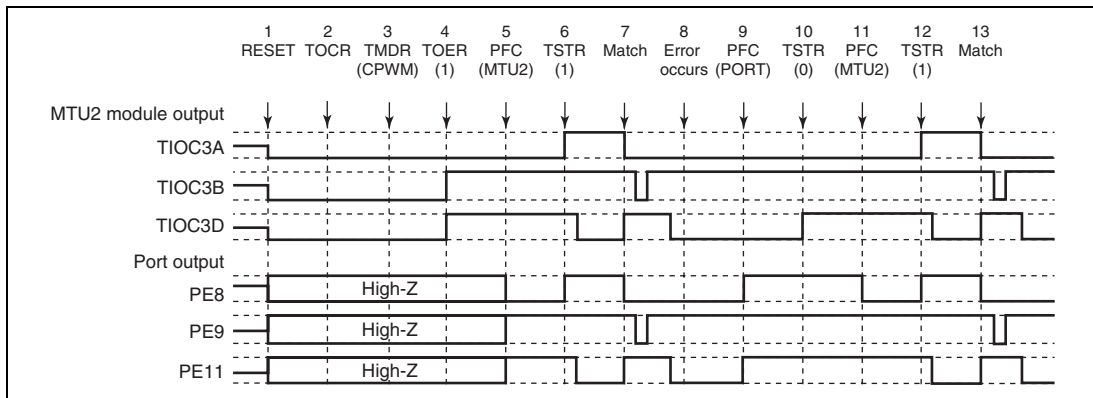 1 2 3 4 5 6 7 8 9 10 11 12 13
RESET TOCR TMDR TOER PFC TSTR Match Error PFC TSTR PFC TSTR Match
(CPWM) (1) (MTU2) (1) occurs (PORT) (0) (MTU2) (1)
MTU2 module output
TIOC3A
TIOC3B
TIOC3D
Port output
PE8 High-Z
PE9 High-Z
PE11 High-Z